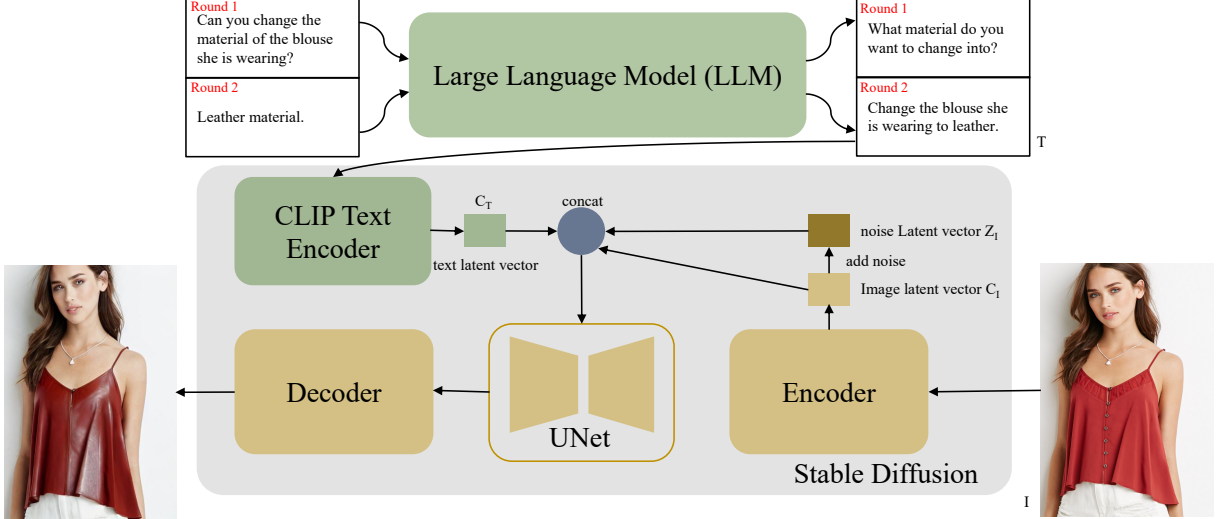 Round 1
Can you change the
material of the blouse
she is wearing?
Round 2
Leather material.
Large Language Model (LLM)
Round 1
What material do you
want to change into?
Round 2
Change the blouse she
is wearing to leather.
T
CLIP Text
Encoder
C_T
text latent vector
concat
noise Latent vector Z_I
add noise
Image latent vector C_I
Decoder
UNet
Encoder
Stable Diffusion
I